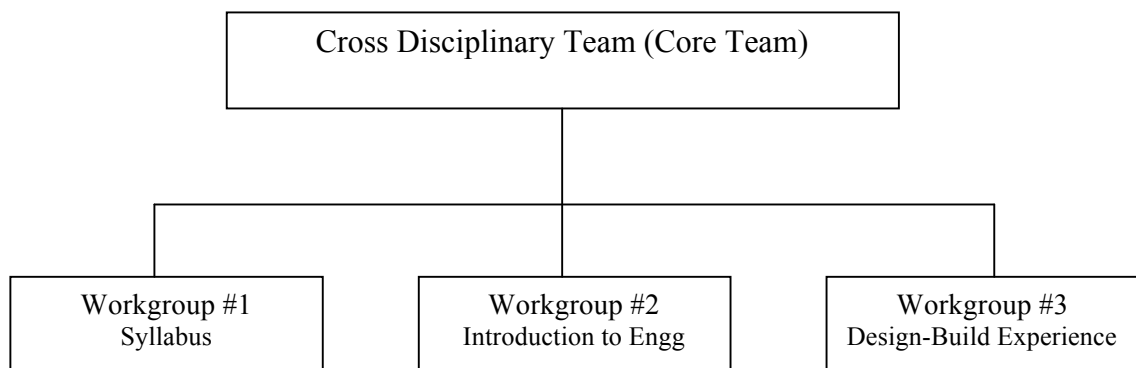 Cross Disciplinary Team (Core Team)
Workgroup #1
Syllabus
Workgroup #2
Introduction to Engg
Workgroup #3
Design-Build Experience